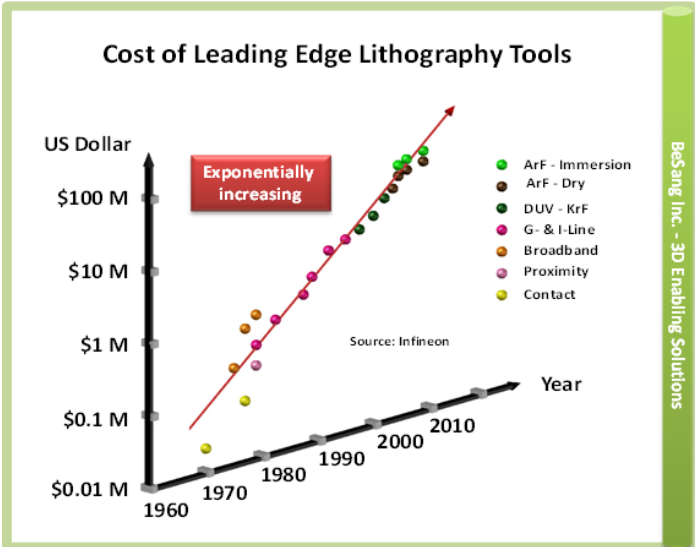 Cost of Leading Edge Lithography Tools
US Dollar
$100 M
$10 M
$1 M
$0.1 M
$0.01 M
Exponentially
increasing
ArF - Immersion
ArF - Dry
DUV - KrF
G- & I-Line
Broadband
Proximity
Contact
Source: Infineon
Year
1960
1970
1980
1990
2000
2010
BeSang Inc. - 3D Enabling Solutions